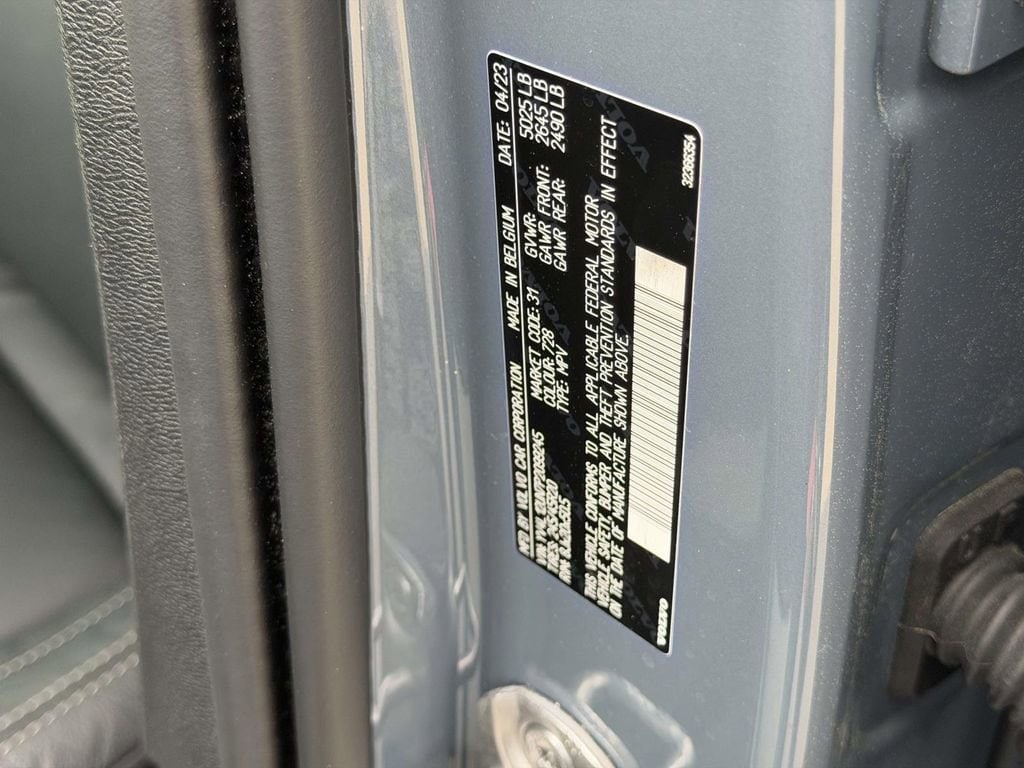 MFD BY VOLVO CAR CORPORATION MADE IN BELGIUM DATE: 04/23
MARKET CODE: 31 GVWR: 5025 LB
COLOUR: 728 GAWR FRONT: 2645 LB
TYPE: MPV GAWR REAR: 2490 LB
THIS VEHICLE CONFORMS TO ALL APPLICABLE FEDERAL MOTOR
VEHICLE SAFETY, BUMPER AND THEFT PREVENTION STANDARDS IN EFFECT
ON THE DATE OF MANUFACTURE SHOWN ABOVE
VOLVO
32366354